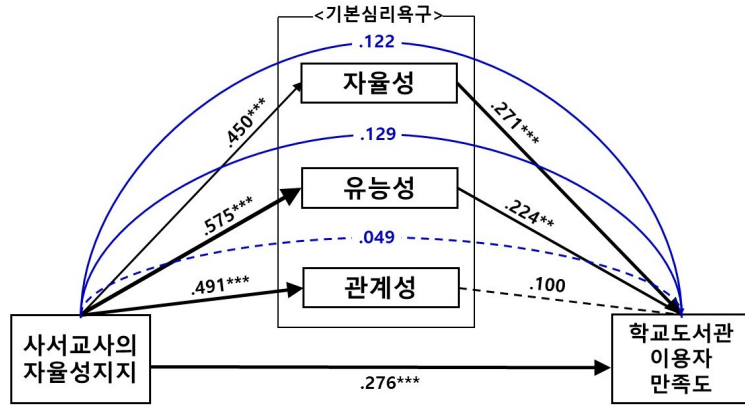 <기본심리욕구>
.122
자율성
.450***
.271***
.129
유능성
.575***
.224**
.049
.491***
관계성
.100
사서교사의
자율성지지
학교도서관
이용자
만족도
.276***